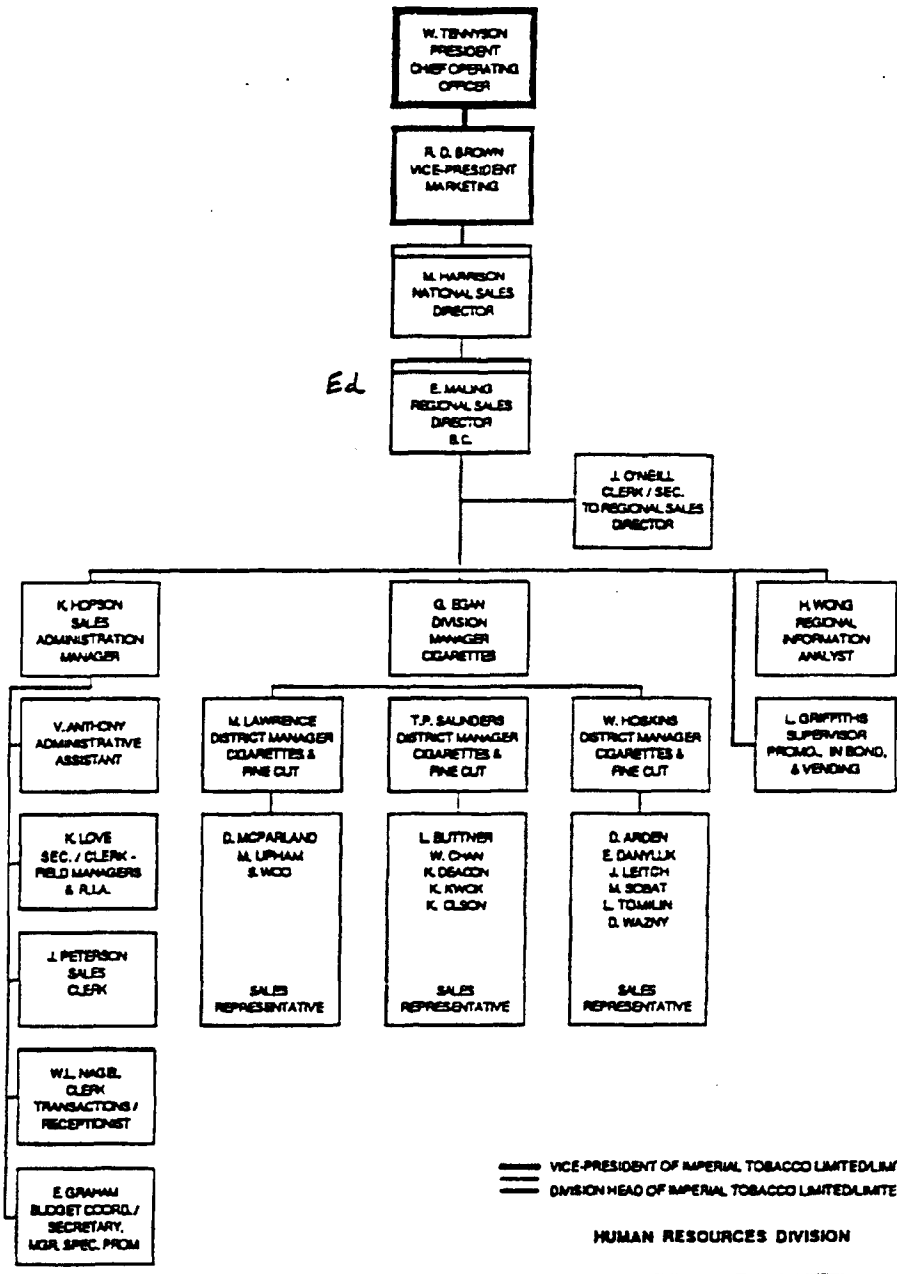 W. TENNYSON
PRESIDENT
CHIEF OPERATING
OFFICER
R. D. BROWN
VICE-PRESIDENT
MARKETING
M. HARRISON
NATIONAL SALES
DIRECTOR
Ed
E. MALING
REGIONAL SALES
DIRECTOR
B.C.
J. O'NEILL
CLERK / SEC.
TO REGIONAL SALES
DIRECTOR
K. HOPSON
SALES
ADMINISTRATION
MANAGER
G. EGAN
DIVISION
MANAGER
CIGARETTES
H. WONG
REGIONAL
INFORMATION
ANALYST
V. ANTHONY
ADMINISTRATIVE
ASSISTANT
M. LAWRENCE
DISTRICT MANAGER
CIGARETTES &
FINE CUT
T.P. SAUNDERS
DISTRICT MANAGER
CIGARETTES &
FINE CUT
W. HOSKINS
DISTRICT MANAGER
CIGARETTES &
FINE CUT
L. GRIFFITHS
SUPERVISOR
PROMO., IN BOND,
& VENDING
K. LOVE
SEC. / CLERK -
FIELD MANAGERS
& R.I.A.
D. MCPARLAND
M. UPHAM
S. WOO
SALES
REPRESENTATIVE
L. BUTTNER
W. CHAN
K. DEACON
K. KWOK
K. OLSON
SALES
REPRESENTATIVE
D. ARDEN
E. DANYLUK
J. LEITCH
M. SOBAT
L. TOMILIN
D. WAZNY
SALES
REPRESENTATIVE
J. PETERSON
SALES
CLERK
W.L. NAGEL
CLERK
TRANSACTIONS /
RECEPTIONIST
E. GRAHAM
BUDGET COORD. /
SECRETARY,
MGR. SPEC. PROM
VICE-PRESIDENT OF IMPERIAL TOBACCO LIMITED/LIMI
DIVISION HEAD OF IMPERIAL TOBACCO LIMITED/LIMITE
HUMAN RESOURCES DIVISION